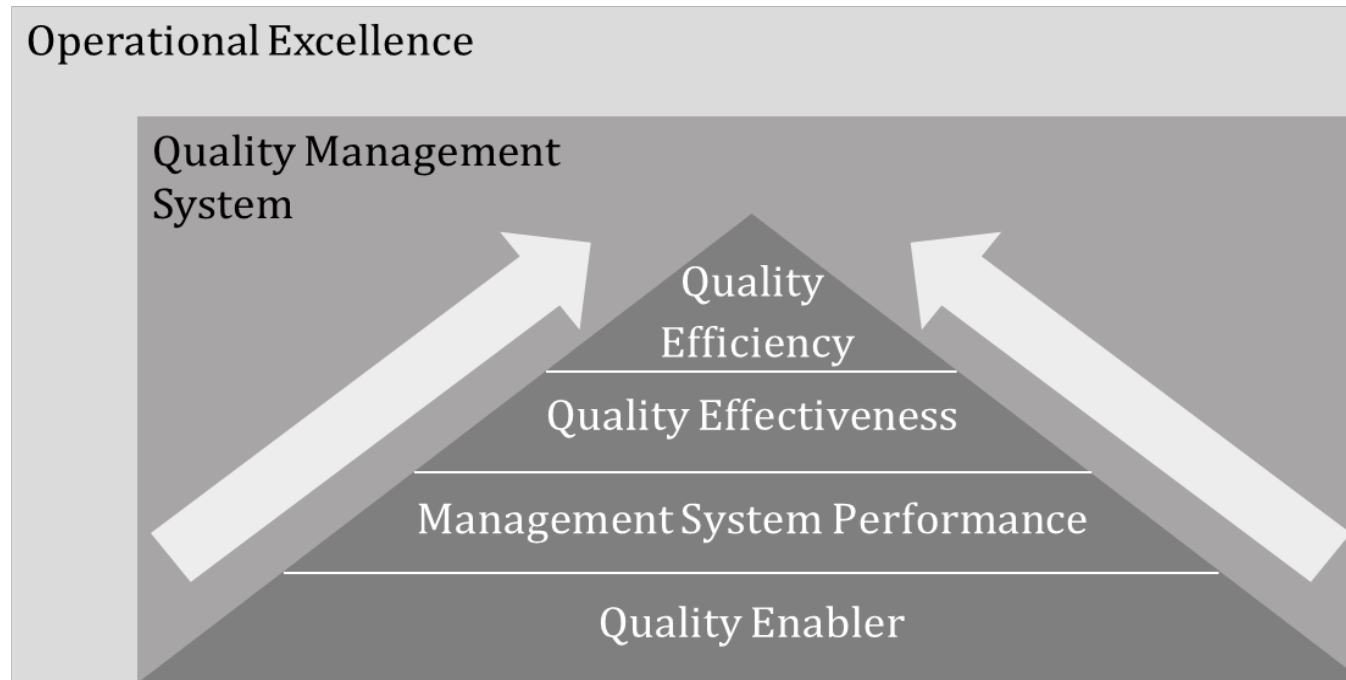 Operational Excellence
Quality Management
System
Quality
Efficiency
Quality Effectiveness
Management System Performance
Quality Enabler